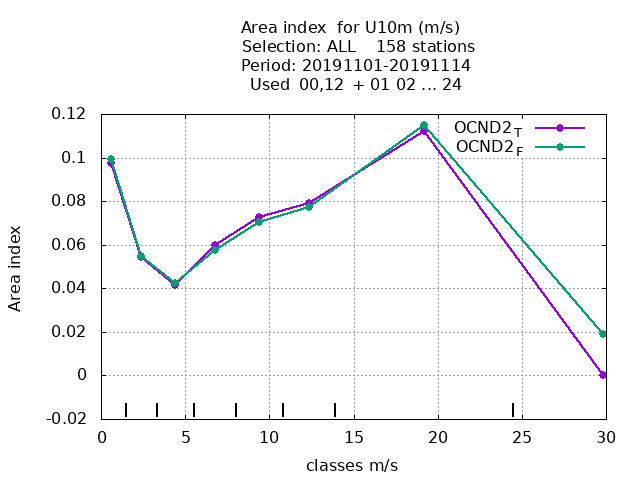 Area index  for U10m (m/s)
Selection: ALL    158 stations
Period: 20191101-20191114
Used  00,12  + 01 02 ... 24
OCND2T
OCND2F
0.12
0.1
0.08
0.06
0.04
0.02
0
-0.02
Area index
0 5 10 15 20 25 30
classes m/s